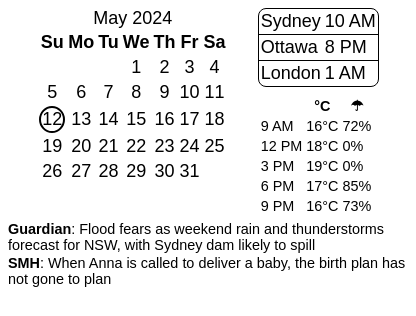 May 2024
Su Mo Tu We Th Fr Sa
1 2 3 4
5 6 7 8 9 10 11
12 13 14 15 16 17 18
19 20 21 22 23 24 25
26 27 28 29 30 31
Sydney 10 AM
Ottawa 8 PM
London 1 AM
°C ☂
9 AM 16°C 72%
12 PM 18°C 0%
3 PM 19°C 0%
6 PM 17°C 85%
9 PM 16°C 73%
Guardian: Flood fears as weekend rain and thunderstorms
forecast for NSW, with Sydney dam likely to spill
SMH: When Anna is called to deliver a baby, the birth plan has
not gone to plan